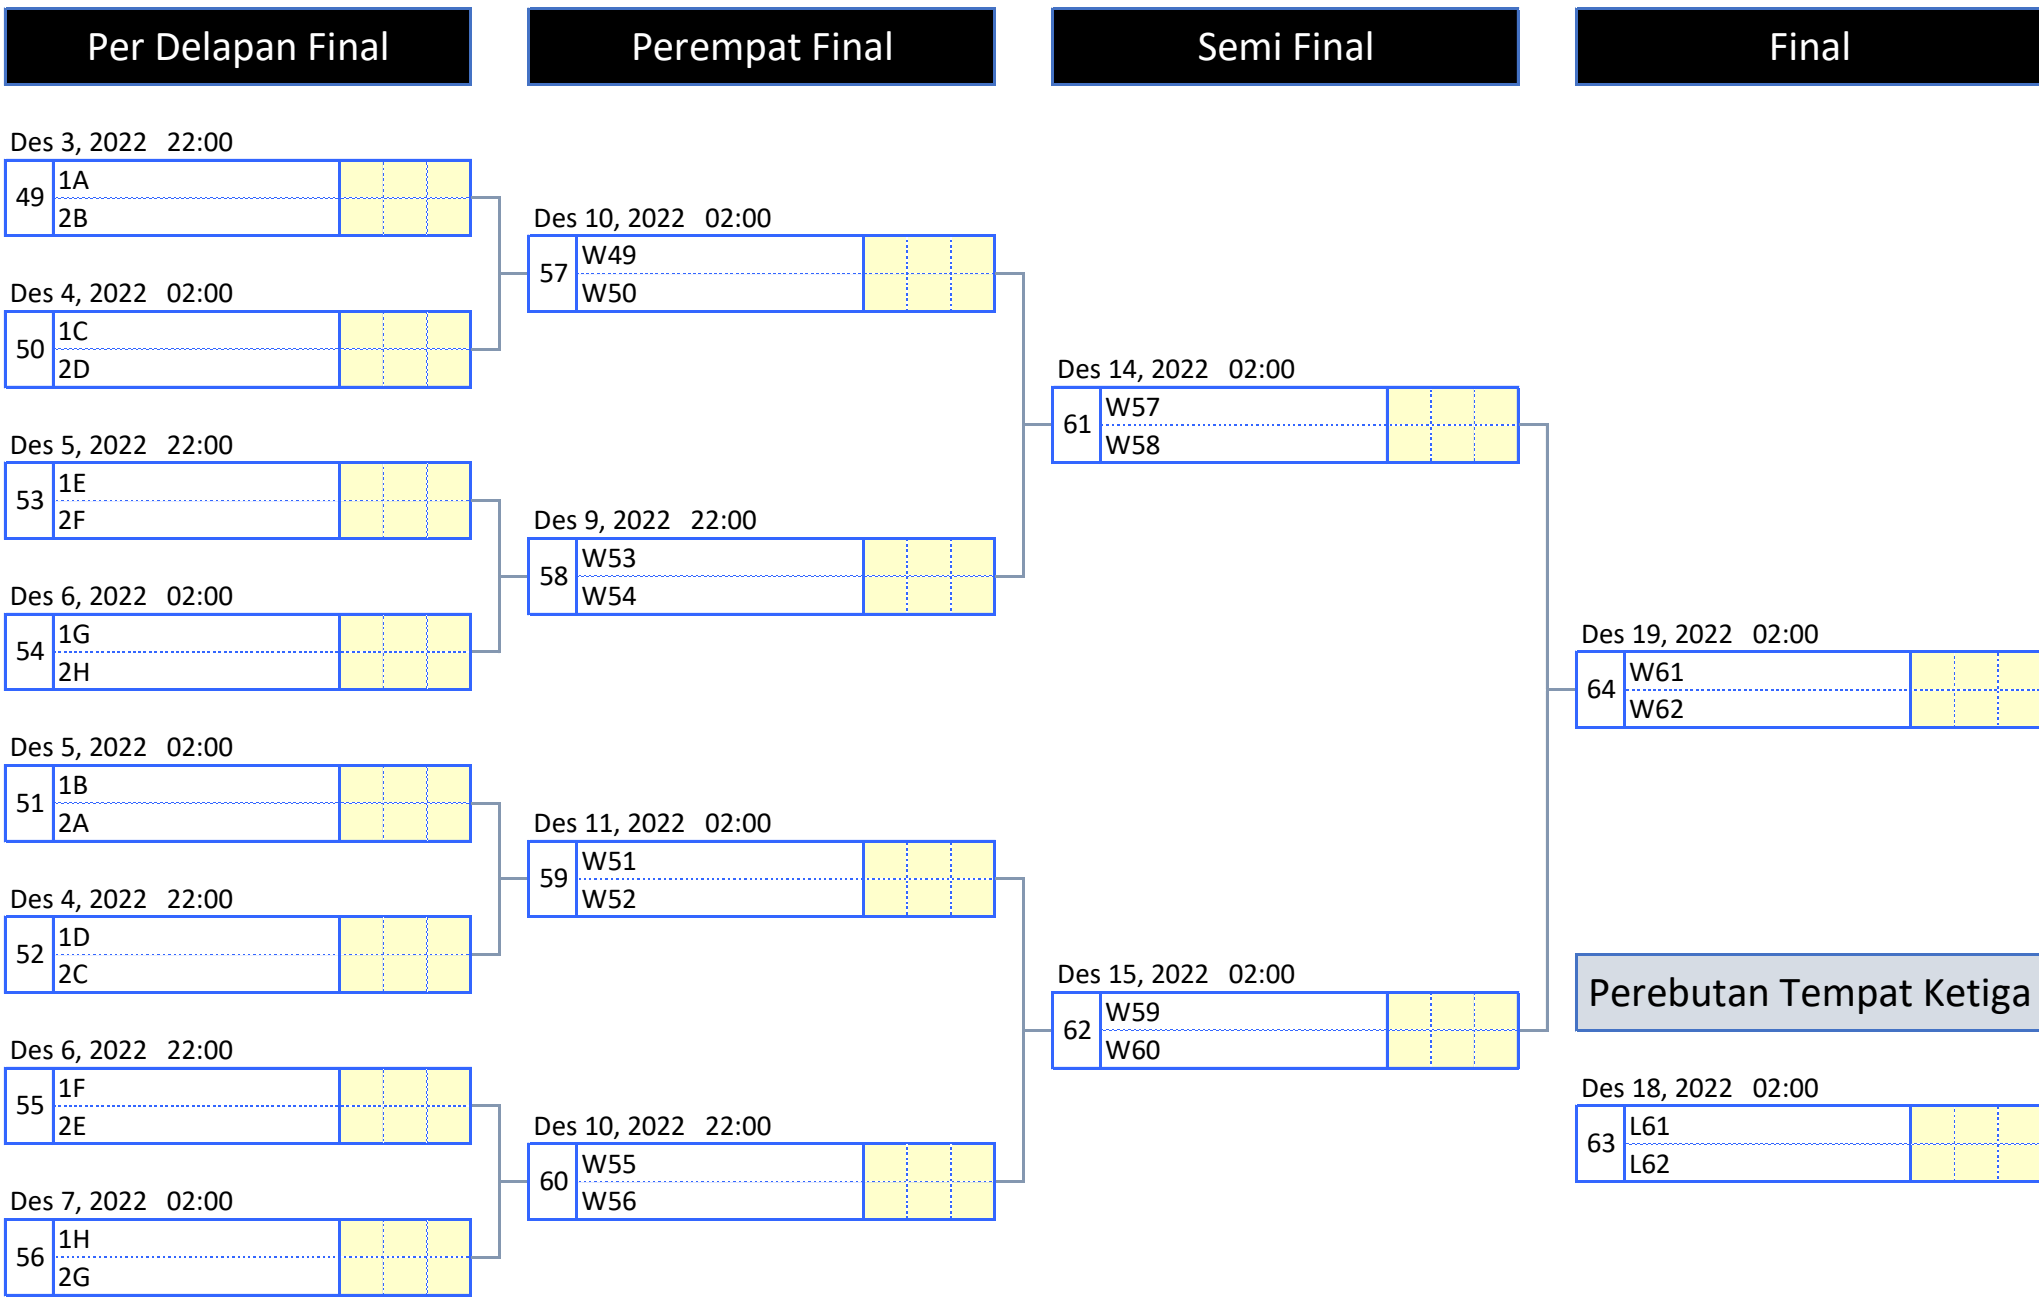 Per Delapan Final
Perempat Final
Semi Final
Final
Des 3, 2022 22:00
49
1A
2B
Des 4, 2022 02:00
50
1C
2D
Des 5, 2022 22:00
53
1E
2F
Des 6, 2022 02:00
54
1G
2H
Des 5, 2022 02:00
51
1B
2A
Des 4, 2022 22:00
52
1D
2C
Des 6, 2022 22:00
55
1F
2E
Des 7, 2022 02:00
56
1H
2G
Des 10, 2022 02:00
57
W49
W50
Des 9, 2022 22:00
58
W53
W54
Des 11, 2022 02:00
59
W51
W52
Des 10, 2022 22:00
60
W55
W56
Des 14, 2022 02:00
61
W57
W58
Des 15, 2022 02:00
62
W59
W60
Des 19, 2022 02:00
64
W61
W62
Perebutan Tempat Ketiga
Des 18, 2022 02:00
63
L61
L62